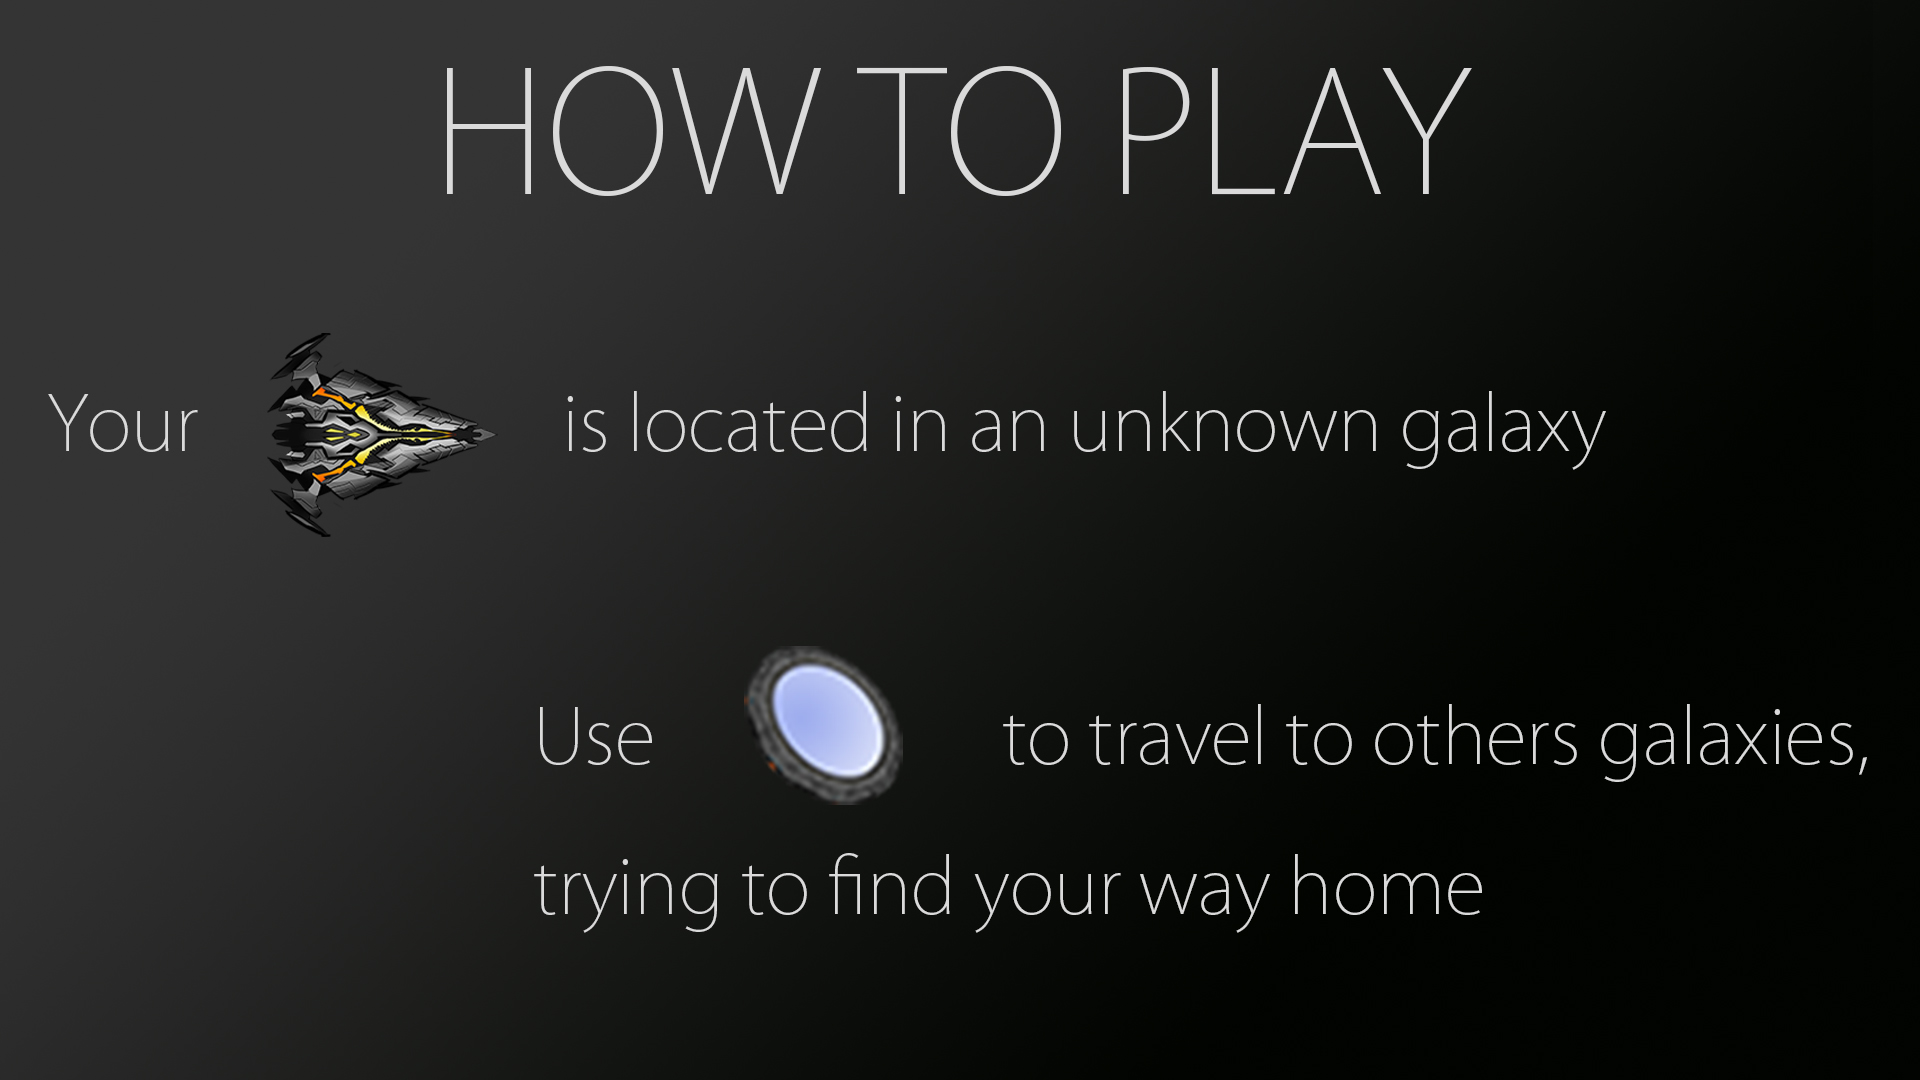 HOW TO PLAY
Your is located in an unknown galaxy
Use to travel to others galaxies,
trying to find your way home